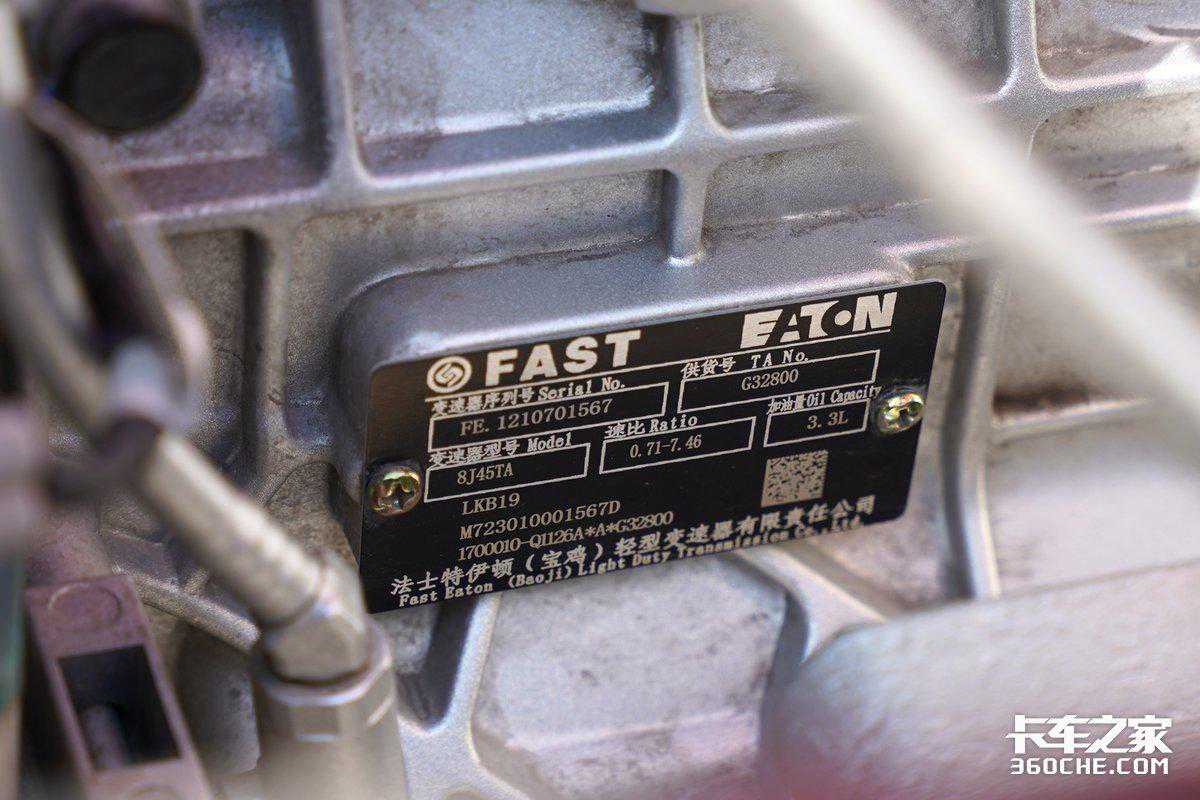 FAST EATON
变速器序列号 Serial No. 供货号 TA No.
FE. 1210701567 G32800
变速器型号 Model 速比 Ratio 加油量 Oil Capacity
8J45TA 0.71-7.46 3.3L
LKB19
M723010001567D
1700010-Q1126A*A*G32800
法士特伊顿（宝鸡）轻型变速器有限責任公司
Fast Eaton (Baoji) Light Duty Transmission Co., Ltd.
卡车之家
360CHE.COM